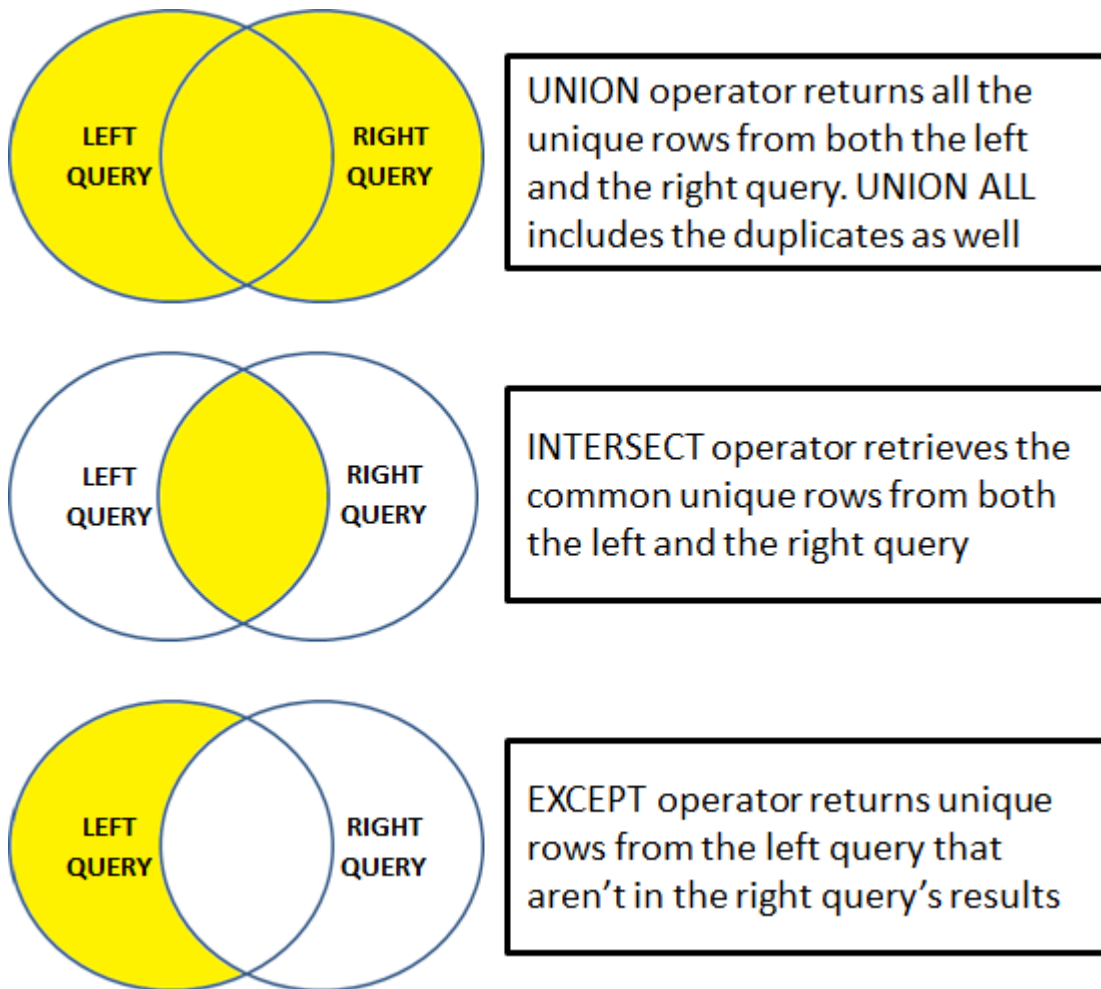 LEFT
QUERY
RIGHT
QUERY
UNION operator returns all the
unique rows from both the left
and the right query. UNION ALL
includes the duplicates as well
LEFT
QUERY
RIGHT
QUERY
INTERSECT operator retrieves the
common unique rows from both
the left and the right query
LEFT
QUERY
RIGHT
QUERY
EXCEPT operator returns unique
rows from the left query that
aren’t in the right query’s results